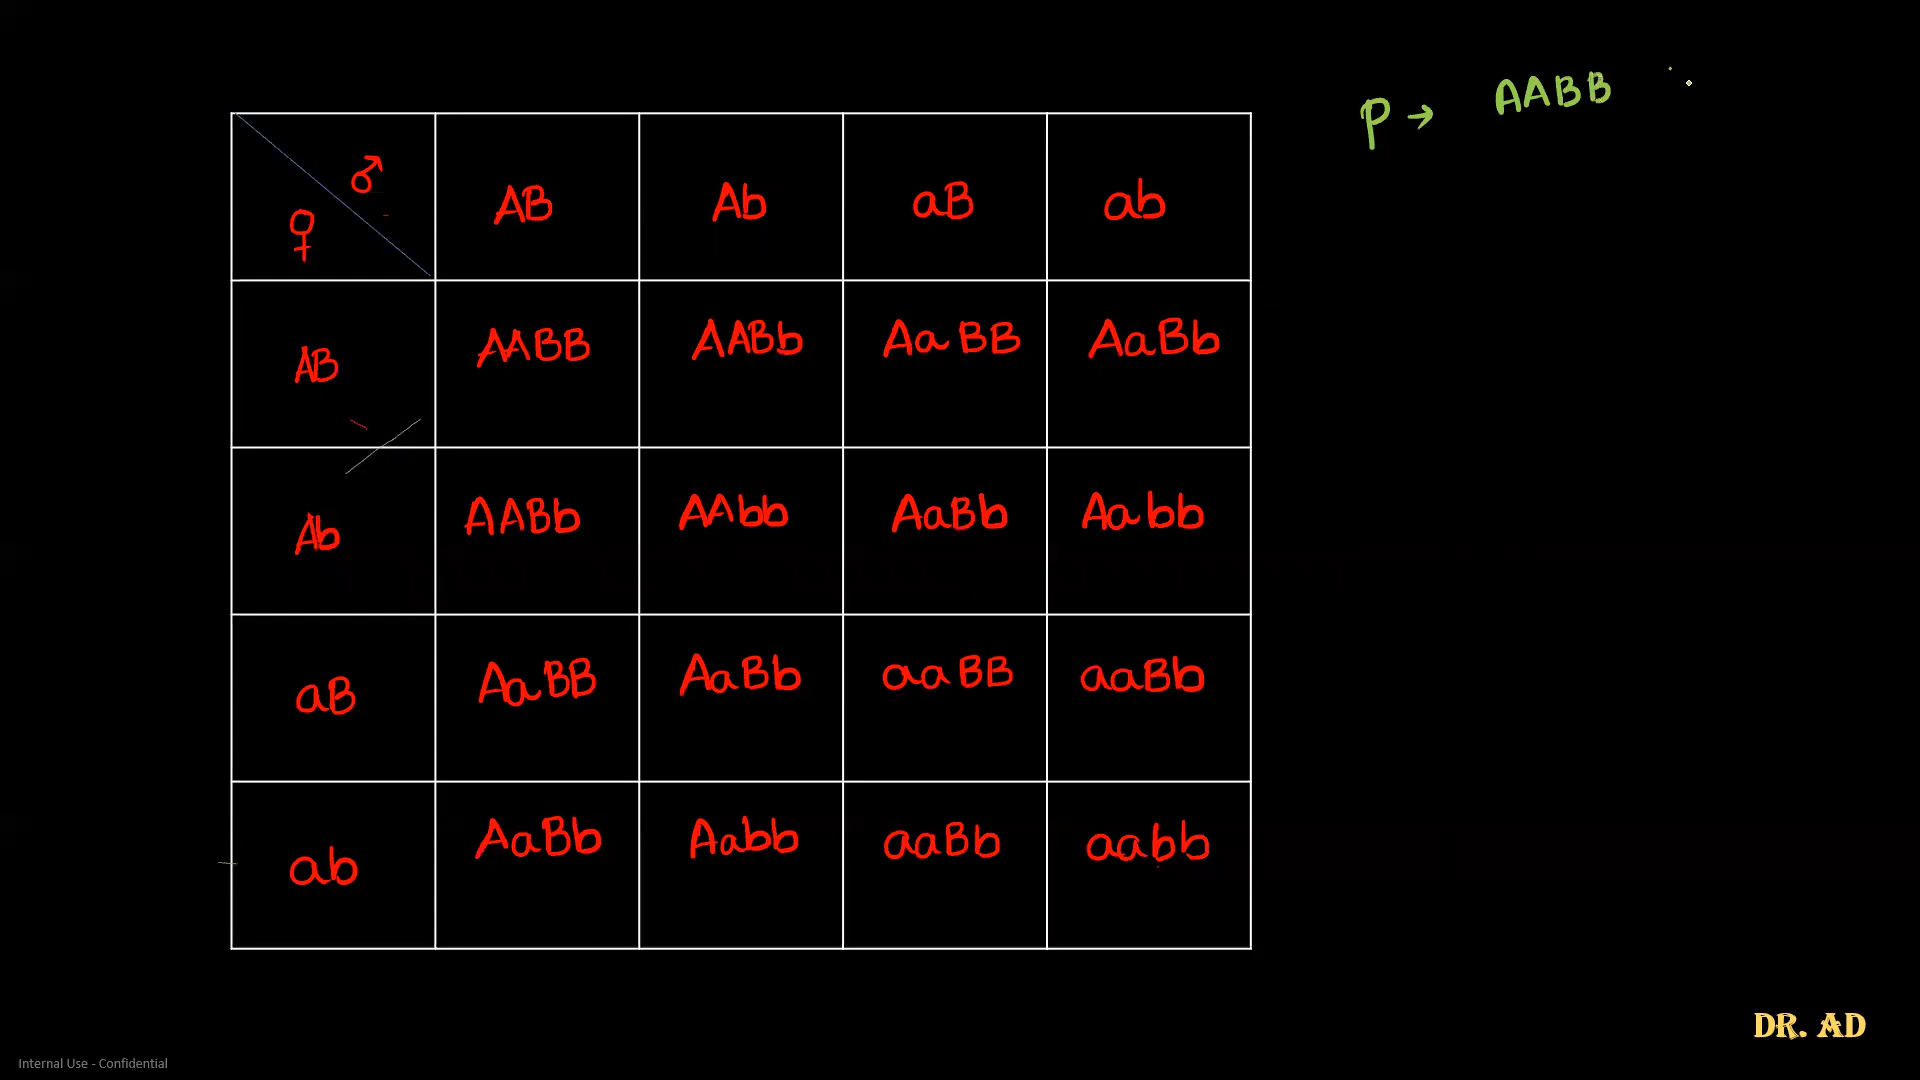 P → AABB
♂
♀
AB Ab aB ab
AB AABB AABb AaBB AaBb
Ab AABb AAbb AaBb Aabb
aB AaBB AaBb aaBB aaBb
ab AaBb Aabb aaBb aabb
DR. AD
Internal Use - Confidential